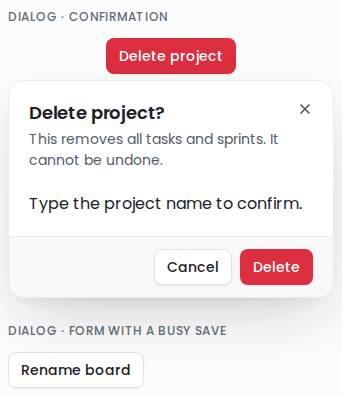 DIALOG · CONFIRMATION
Delete project
Delete project?
This removes all tasks and sprints. It
cannot be undone.
Type the project name to confirm.
Cancel
Delete
DIALOG · FORM WITH A BUSY SAVE
Rename board